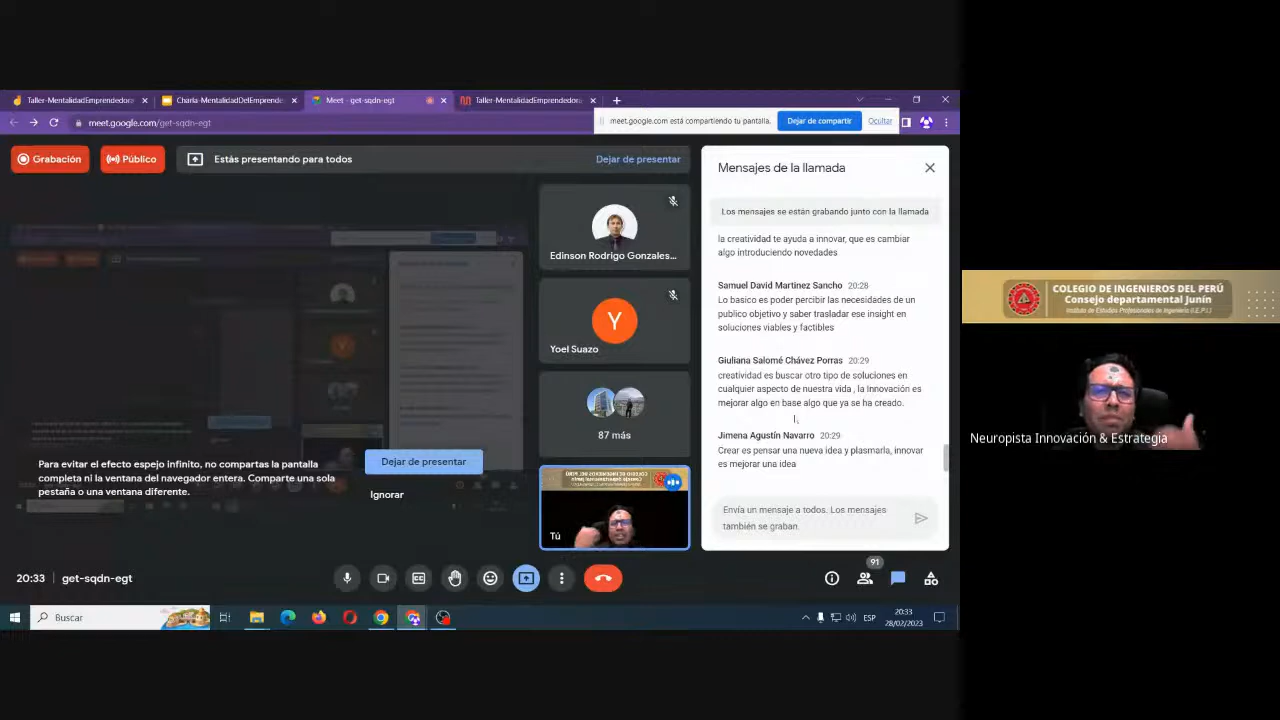 Taller-MentalidadEmprendedora
Charla-MentalidadDelEmprende
Meet - get-sqdn-egt
Taller-MentalidadEmprendedora
meet.google.com/get-sqdn-egt
meet.google.com está compartiendo tu pantalla.
Dejar de compartir
Ocultar
Grabación
Público
Estás presentando para todos
Dejar de presentar
Mensajes de la llamada
Los mensajes se están grabando junto con la llamada
la creatividad te ayuda a innovar, que es cambiar
algo introduciendo novedades
Samuel David Martinez Sancho 20:28
Lo basico es poder percibir las necesidades de un
publico objetivo y saber trasladar ese insight en
soluciones viables y factibles
Giuliana Salomé Chávez Porras 20:29
creatividad es buscar otro tipo de soluciones en
cualquier aspecto de nuestra vida , la Innovación es
mejorar algo en base algo que ya se ha creado.
Jimena Agustín Navarro 20:29
Crear es pensar una nueva idea y plasmarla, innovar
es mejorar una idea
Envía un mensaje a todos. Los mensajes
también se graban.
Edinson Rodrigo Gonzales...
Y
Yoel Suazo
87 más
Tú
Para evitar el efecto espejo infinito, no compartas la pantalla
completa ni la ventana del navegador entera. Comparte una sola
pestaña o una ventana diferente.
Dejar de presentar
Ignorar
20:33
get-sqdn-egt
91
Buscar
ESP
20:33
28/02/2023
COLEGIO DE INGENIEROS DEL PERÚ
Consejo departamental Junín
Instituto de Estudios Profesionales de Ingeniería (I.E.P.I.)
Neuropista Innovación & Estrategia